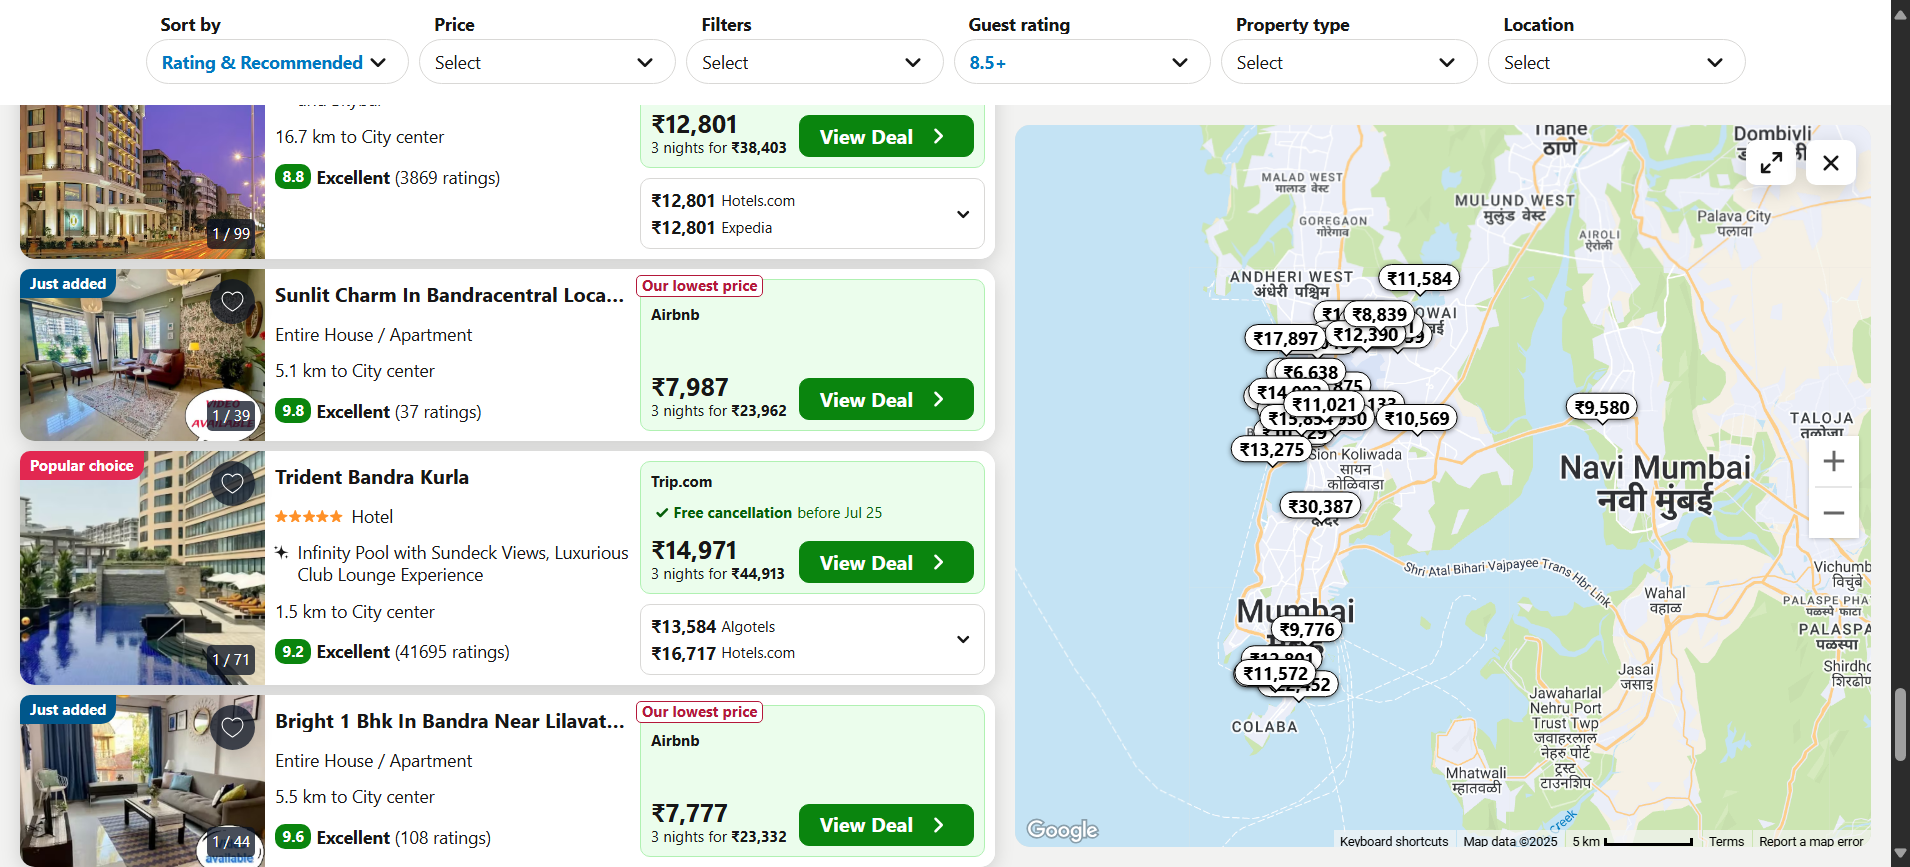 Sort by
Rating & Recommended
Price
Select
Filters
Select
Guest rating
8.5+
Property type
Select
Location
Select
16.7 km to City center
8.8 Excellent (3869 ratings)
1 / 99
₹12,801
3 nights for ₹38,403
View Deal
₹12,801 Hotels.com
₹12,801 Expedia
Just added
VIDEO
AVAILABLE
1 / 39
Sunlit Charm In Bandracentral Loca...
Entire House / Apartment
5.1 km to City center
9.8 Excellent (37 ratings)
Our lowest price
Airbnb
₹7,987
3 nights for ₹23,962
View Deal
Popular choice
1 / 71
Trident Bandra Kurla
Hotel
Infinity Pool with Sundeck Views, Luxurious
Club Lounge Experience
1.5 km to City center
9.2 Excellent (41695 ratings)
Trip.com
Free cancellation before Jul 25
₹14,971
3 nights for ₹44,913
View Deal
₹13,584 Algotels
₹16,717 Hotels.com
Just added
1 / 44
available
Bright 1 Bhk In Bandra Near Lilavat...
Entire House / Apartment
5.5 km to City center
9.6 Excellent (108 ratings)
Our lowest price
Airbnb
₹7,777
3 nights for ₹23,332
View Deal
Thane
ठाणे
Dombivli
MALAD WEST
मालाड वेस्ट
MULUND WEST
मुलुंड वेस्ट
Palava City
पलावा
GOREGAON
गोरेगाव
AIROLI
ऐरोली
ANDHERI WEST
अंधेरी पश्चिम
₹11,584
₹8,839
₹17,897
₹12,390
₹6,638
₹11,021
₹10,569
₹9,580
TALOJA
तळोजा
₹13,275
Sion Koliwada
सायन
कोळिवाडा
Navi Mumbai
नवी मुंबई
₹30,387
दादर
Shri Atal Bihari Vajpayee Trans Hbr Link
Vichumb
विचुंबे
Wahal
वहाळ
PALASPE PHA
पळस्पे फाटा
Mumbai
₹9,776
PALASPA
पळस्पा
₹12,801
₹11,572
Jasai
जसाई
Shirdho
शिरढोण
COLABA
Jawaharlal
Nehru Port
Trust Twp
जवाहरलाल
नेहरु पोर्ट
ट्रस्ट
टाउनशिप
Mhatwali
म्हातवळी
Creek
Google
Keyboard shortcuts
Map data ©2025
5 km
Terms
Report a map error